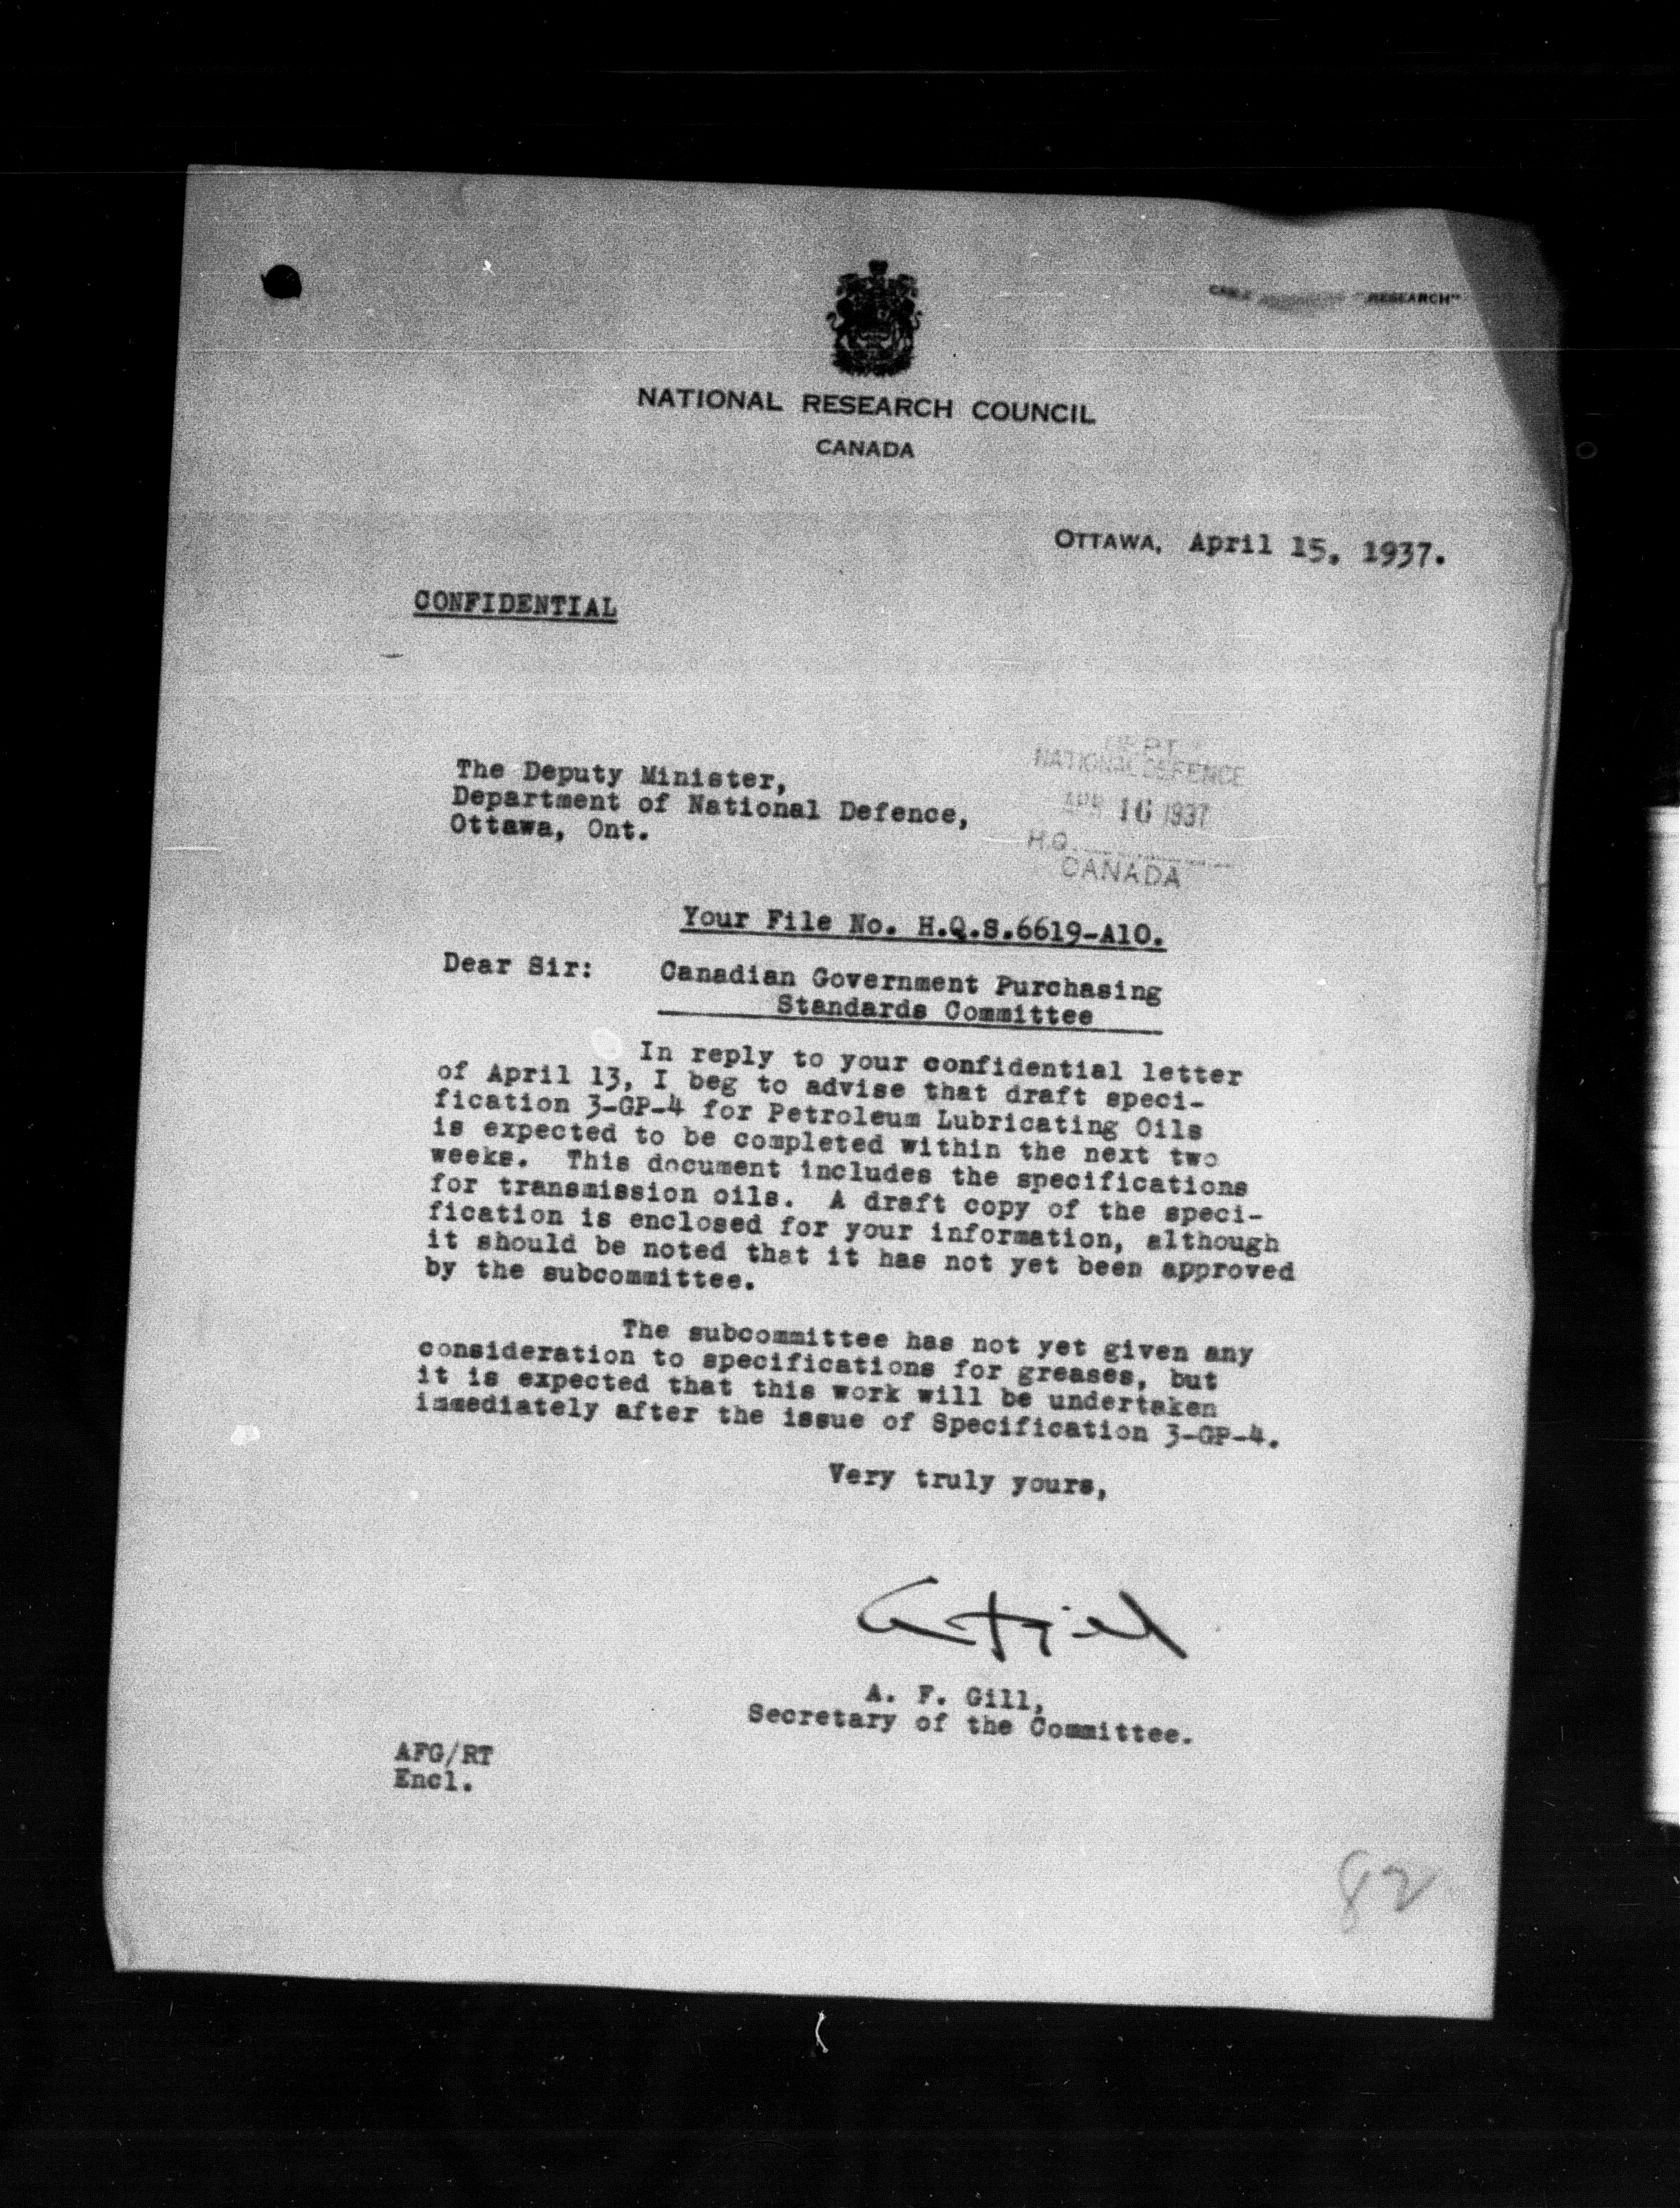 CABLE ADDRESS "RESEARCH"
NATIONAL RESEARCH COUNCIL
CANADA
OTTAWA, April 15, 1937.
CONFIDENTIAL
The Deputy Minister,
Department of National Defence,
Ottawa, Ont.
DEPT.
NATIONAL DEFENCE
APR 16 1937
H.Q.
CANADA
Your File No. H.Q.S.6619-A10.
Dear Sir:
Canadian Government Purchasing
Standards Committee
In reply to your confidential letter
of April 13, I beg to advise that draft speci-
fication 3-GP-4 for Petroleum Lubricating Oils
is expected to be completed within the next two
weeks. This document includes the specifications
for transmission oils. A draft copy of the speci-
fication is enclosed for your information, although
it should be noted that it has not yet been approved
by the subcommittee.
The subcommittee has not yet given any
consideration to specifications for greases, but
it is expected that this work will be undertaken
immediately after the issue of Specification 3-GP-4.
Very truly yours,
A F Gill
A. F. Gill,
Secretary of the Committee.
AFG/RT
Encl.
82